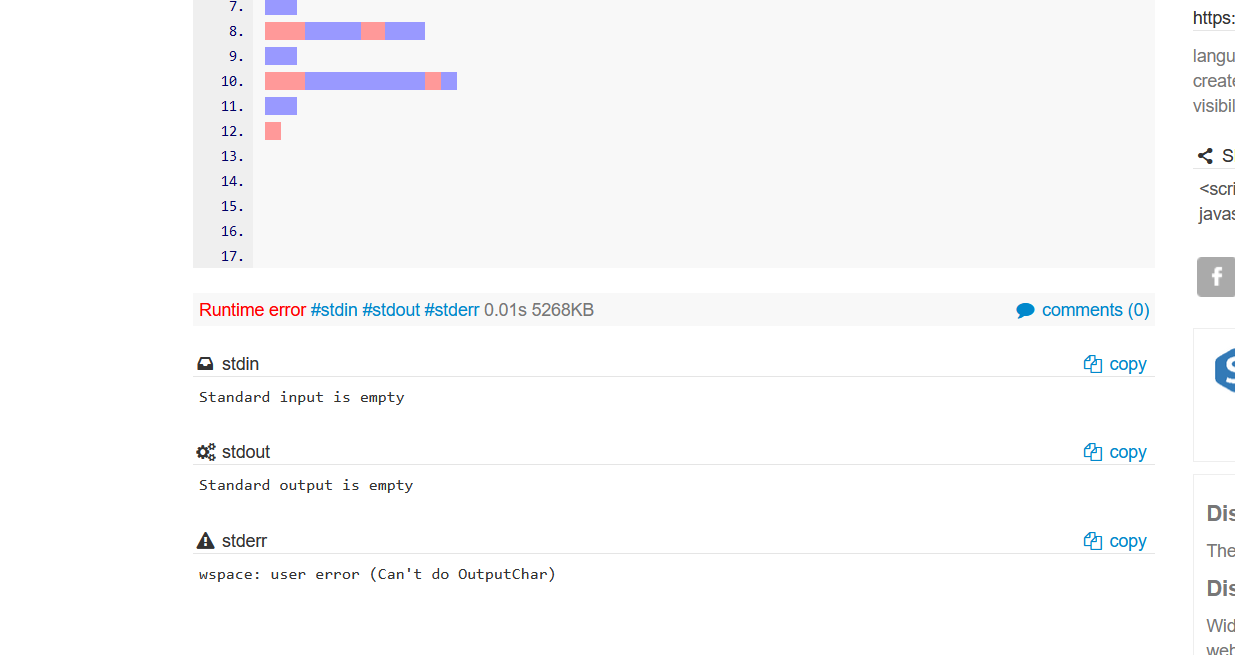 7.
8.
9.
10.
11.
12.
13.
14.
15.
16.
17.
Runtime error #stdin #stdout #stderr 0.01s 5268KB
comments (0)
stdin
copy
Standard input is empty
stdout
copy
Standard output is empty
stderr
copy
wspace: user error (Can't do OutputChar)
https:
langu
create
visibil
S
<scri
javas
f
S
Dis
The
Dis
Wid
web